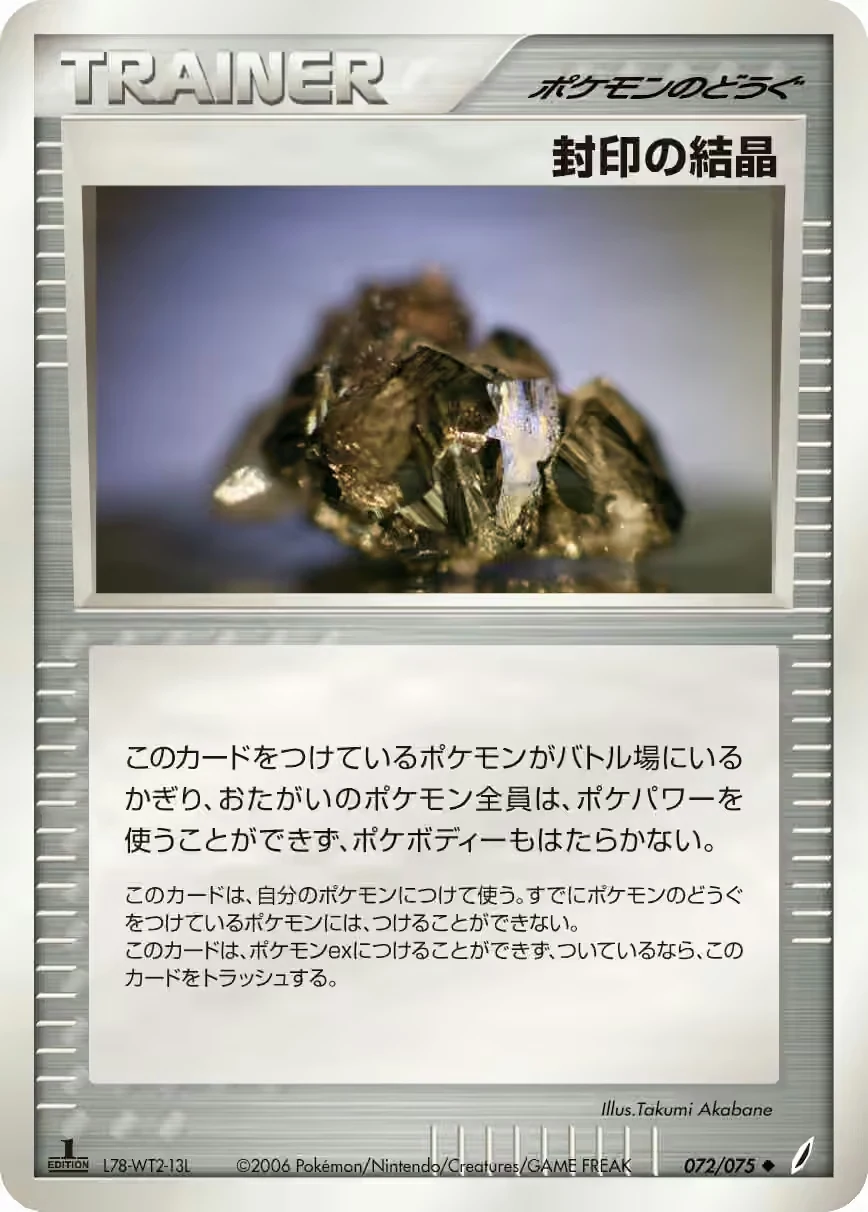 TRAINER
ポケモンのどうぐ
封印の結晶
このカードをつけているポケモンがバトル場にいる
かぎり、おたがいのポケモン全員は、ポケパワーを
使うことができず、ポケボディーもはたらかない。
このカードは、自分のポケモンにつけて使う。すでにポケモンのどうぐ
をつけているポケモンには、つけることができない。
このカードは、ポケモンexにつけることができず、ついているなら、この
カードをトラッシュする。
Illus.Takumi Akabane
1 EDITION L78-WT2-13L ©2006 Pokémon/Nintendo/Creatures/GAME FREAK 072/075 ◆